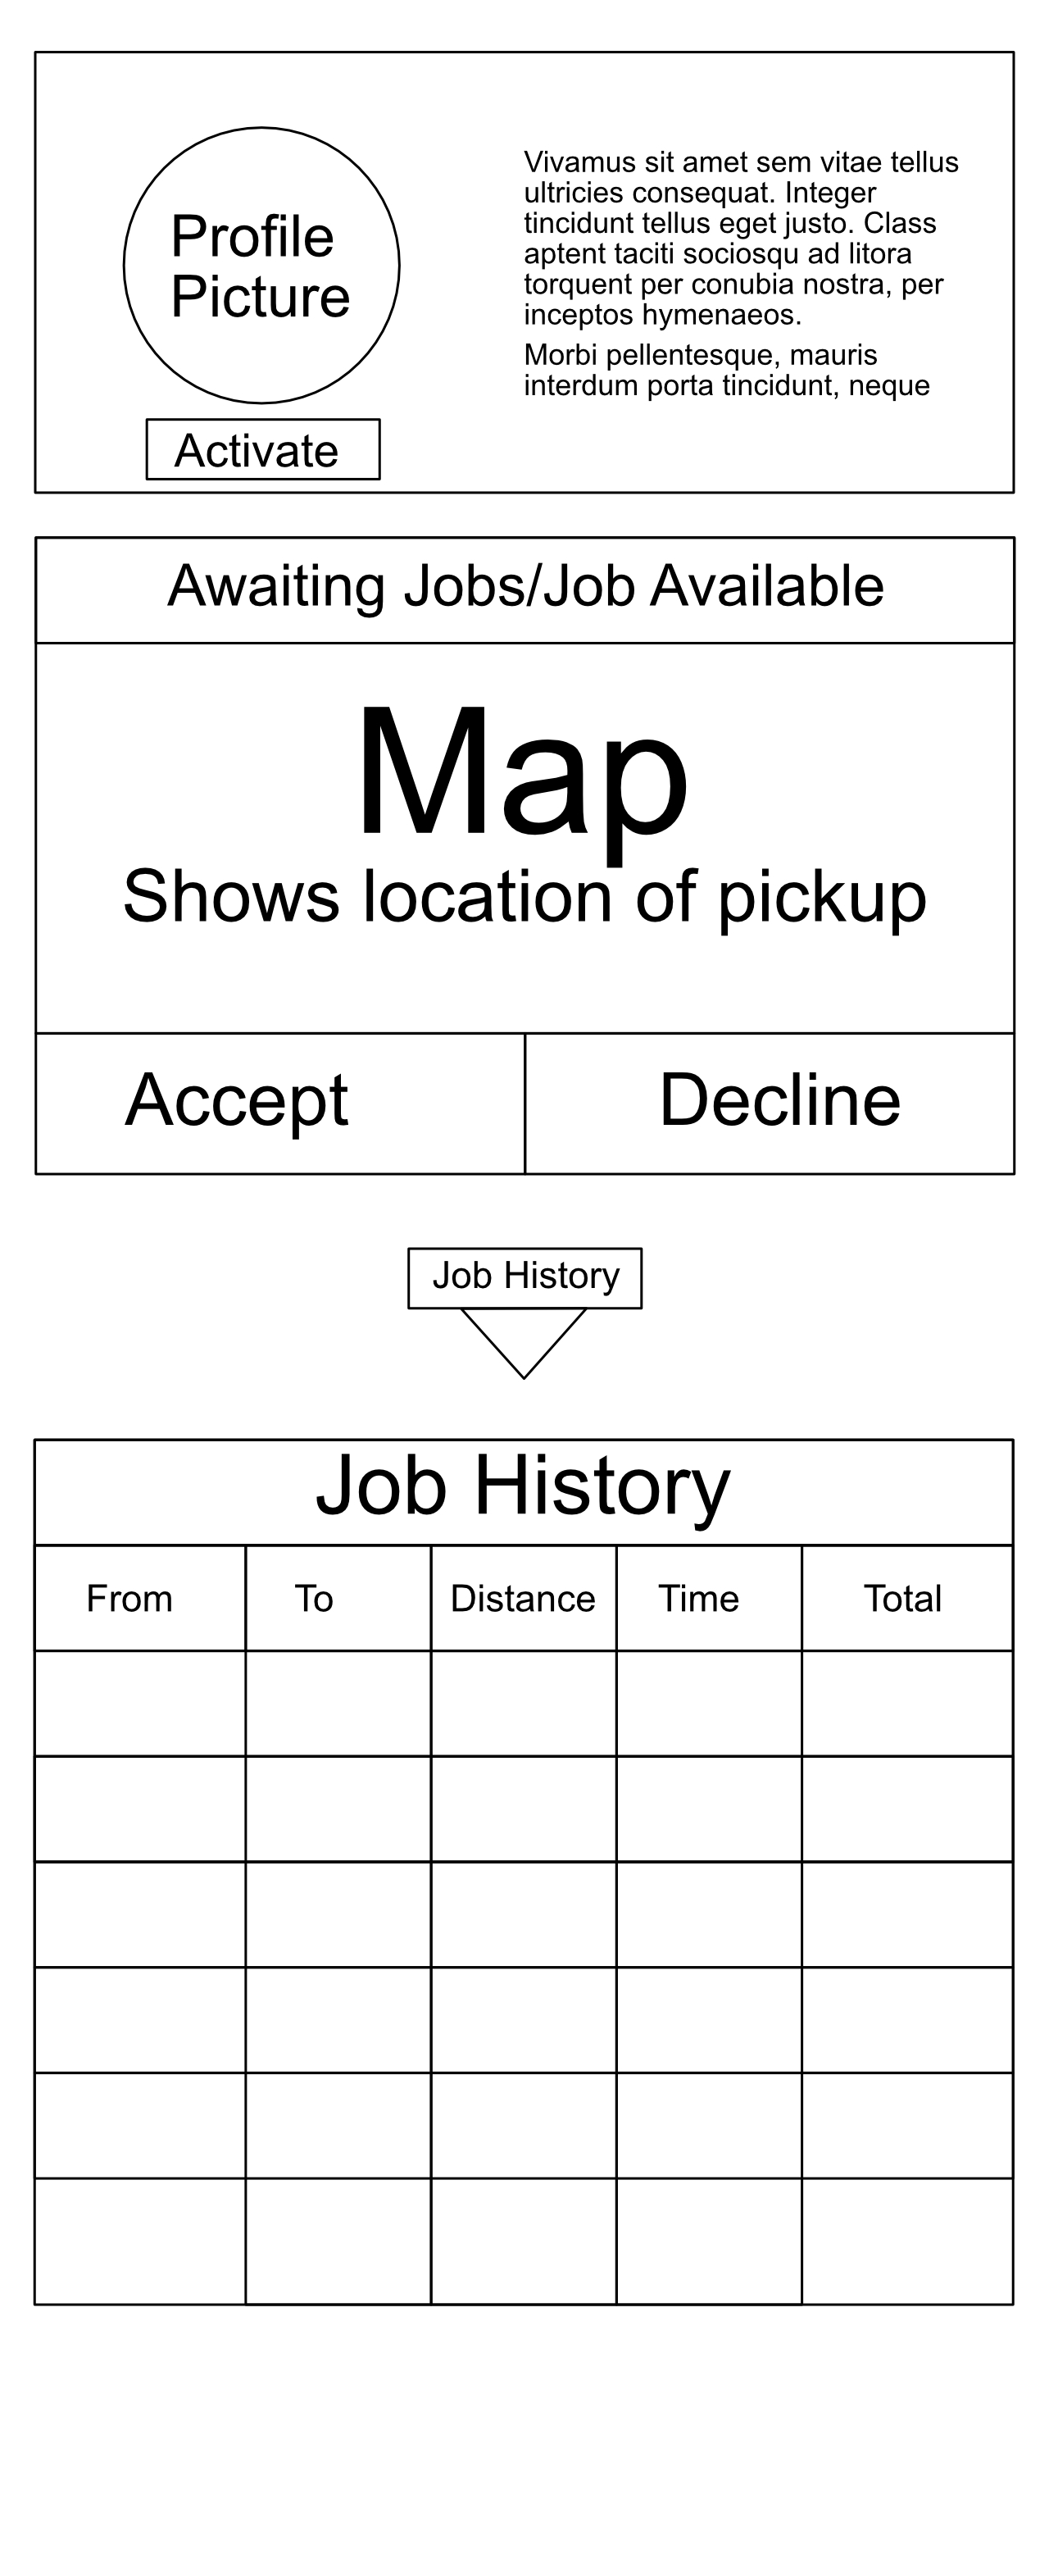 Profile
Picture
Activate
Vivamus sit amet sem vitae tellus
ultricies consequat. Integer
tincidunt tellus eget justo. Class
aptent taciti sociosqu ad litora
torquent per conubia nostra, per
inceptos hymenaeos.
Morbi pellentesque, mauris
interdum porta tincidunt, neque
Awaiting Jobs/Job Available
Map
Shows location of pickup
Accept Decline
Job History
Job History
From To Distance Time Total